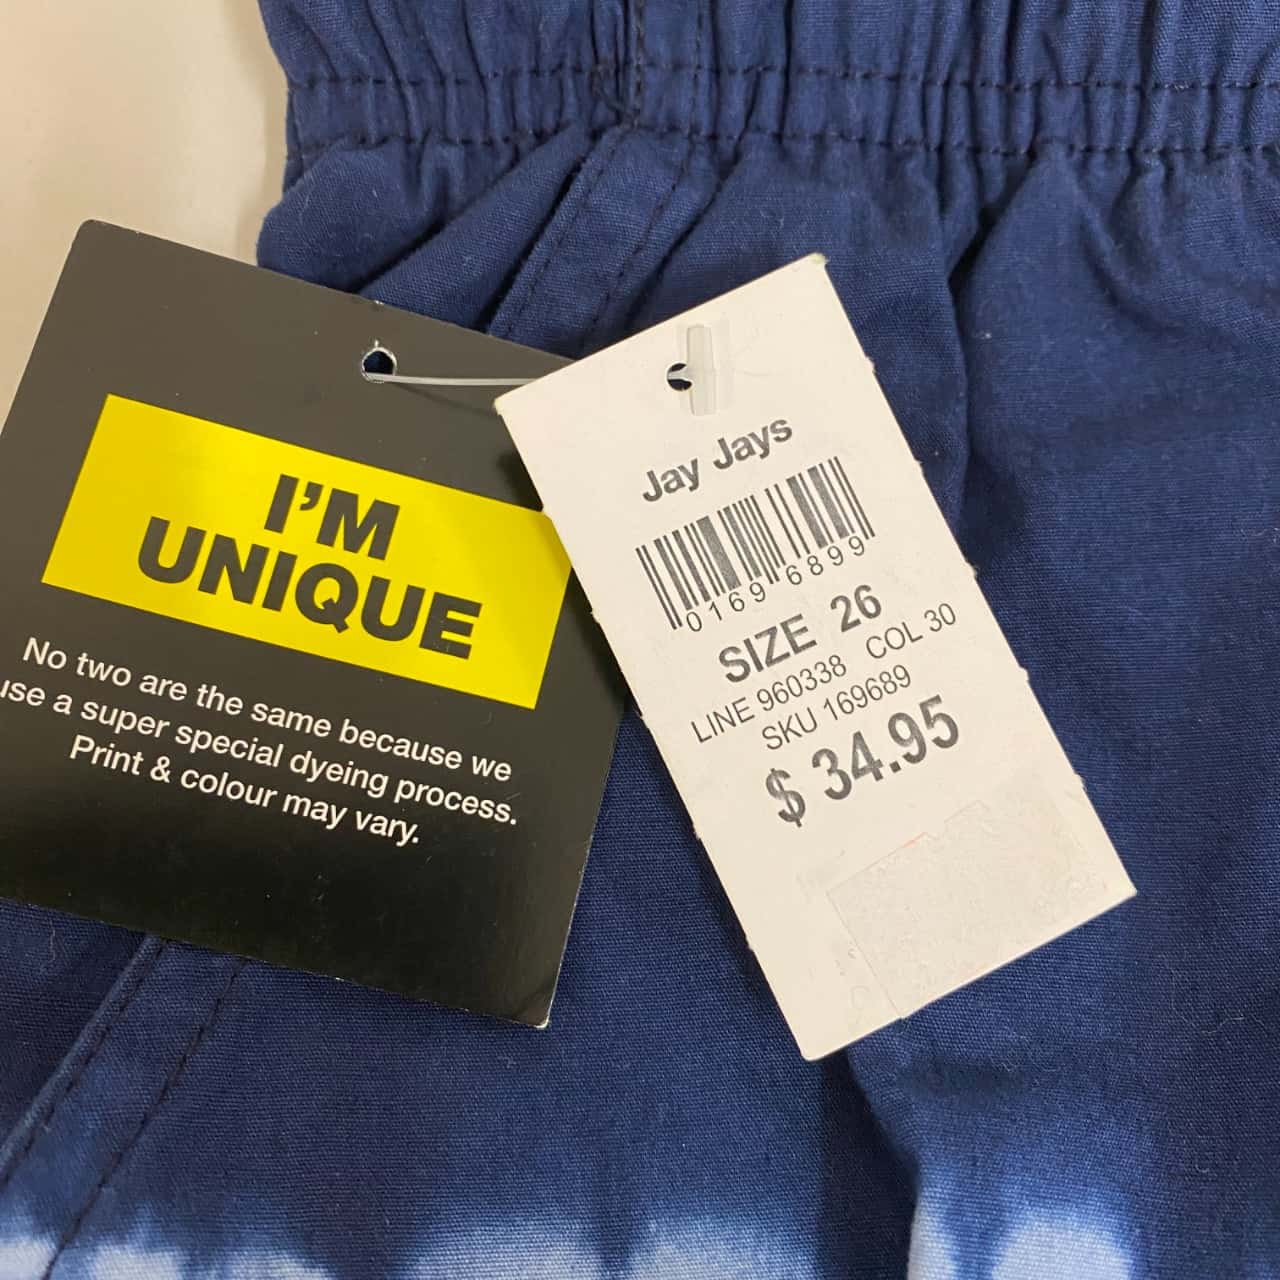 I'M
UNIQUE
No two are the same because we
use a super special dyeing process.
Print & colour may vary.
Jay Jays
0169 6899
SIZE 26
LINE 960338 COL 30
SKU 169689
$ 34.95